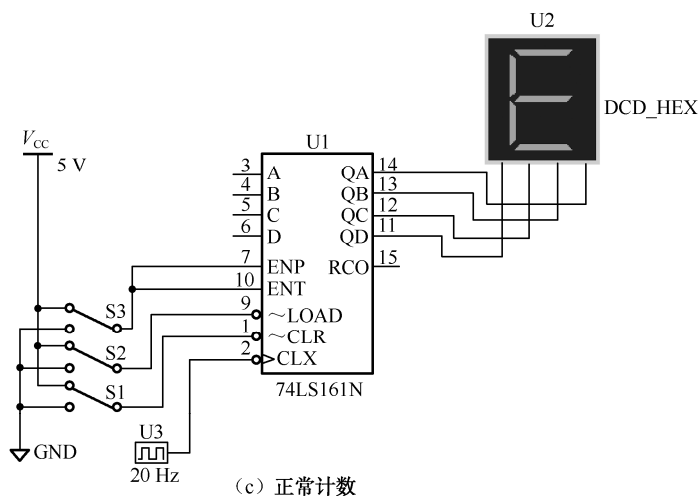 U2
DCD_HEX
VCC
5 V
U1
3 A QA 14
4 B QB 13
5 C QC 12
6 D QD 11
7 ENP RCO 15
10 ENT
9 ～LOAD
1 ～CLR
2 CLX
74LS161N
S3
S2
S1
GND
U3
20 Hz
（c）正常计数